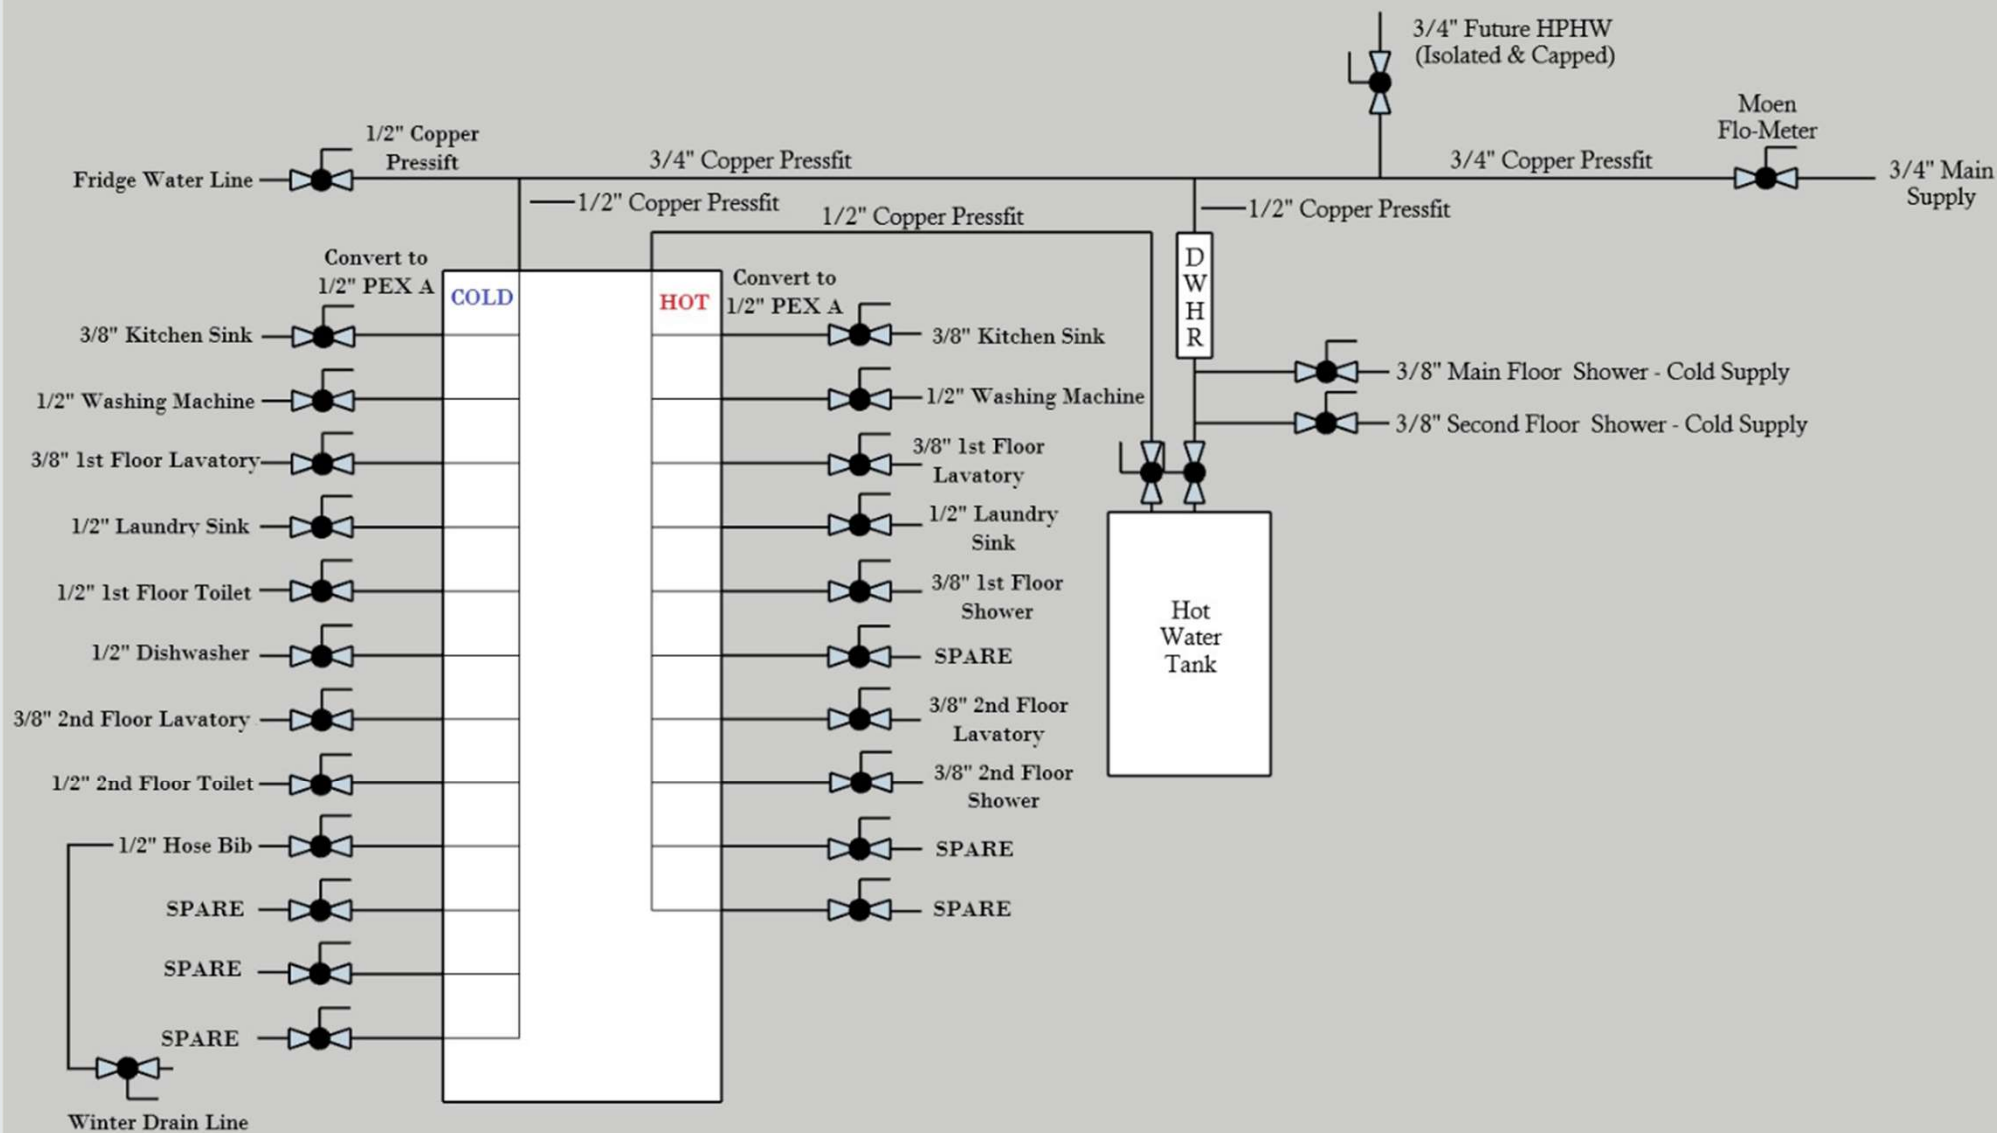 3/4" Future HPHW
(Isolated & Capped)
Moen
Flo-Meter
1/2" Copper
Pressift
3/4" Copper Pressfit
3/4" Copper Pressfit
Fridge Water Line
3/4" Main
Supply
1/2" Copper Pressfit
1/2" Copper Pressfit
1/2" Copper Pressfit
Convert to
1/2" PEX A
COLD
HOT
Convert to
1/2" PEX A
D
W
H
R
3/8" Kitchen Sink
1/2" Washing Machine
3/8" 1st Floor Lavatory
1/2" Laundry Sink
1/2" 1st Floor Toilet
1/2" Dishwasher
3/8" 2nd Floor Lavatory
1/2" 2nd Floor Toilet
1/2" Hose Bib
SPARE
SPARE
SPARE
Winter Drain Line
3/8" Kitchen Sink
1/2" Washing Machine
3/8" 1st Floor
Lavatory
1/2" Laundry
Sink
3/8" 1st Floor
Shower
SPARE
3/8" 2nd Floor
Lavatory
3/8" 2nd Floor
Shower
SPARE
SPARE
3/8" Main Floor Shower - Cold Supply
3/8" Second Floor Shower - Cold Supply
Hot
Water
Tank